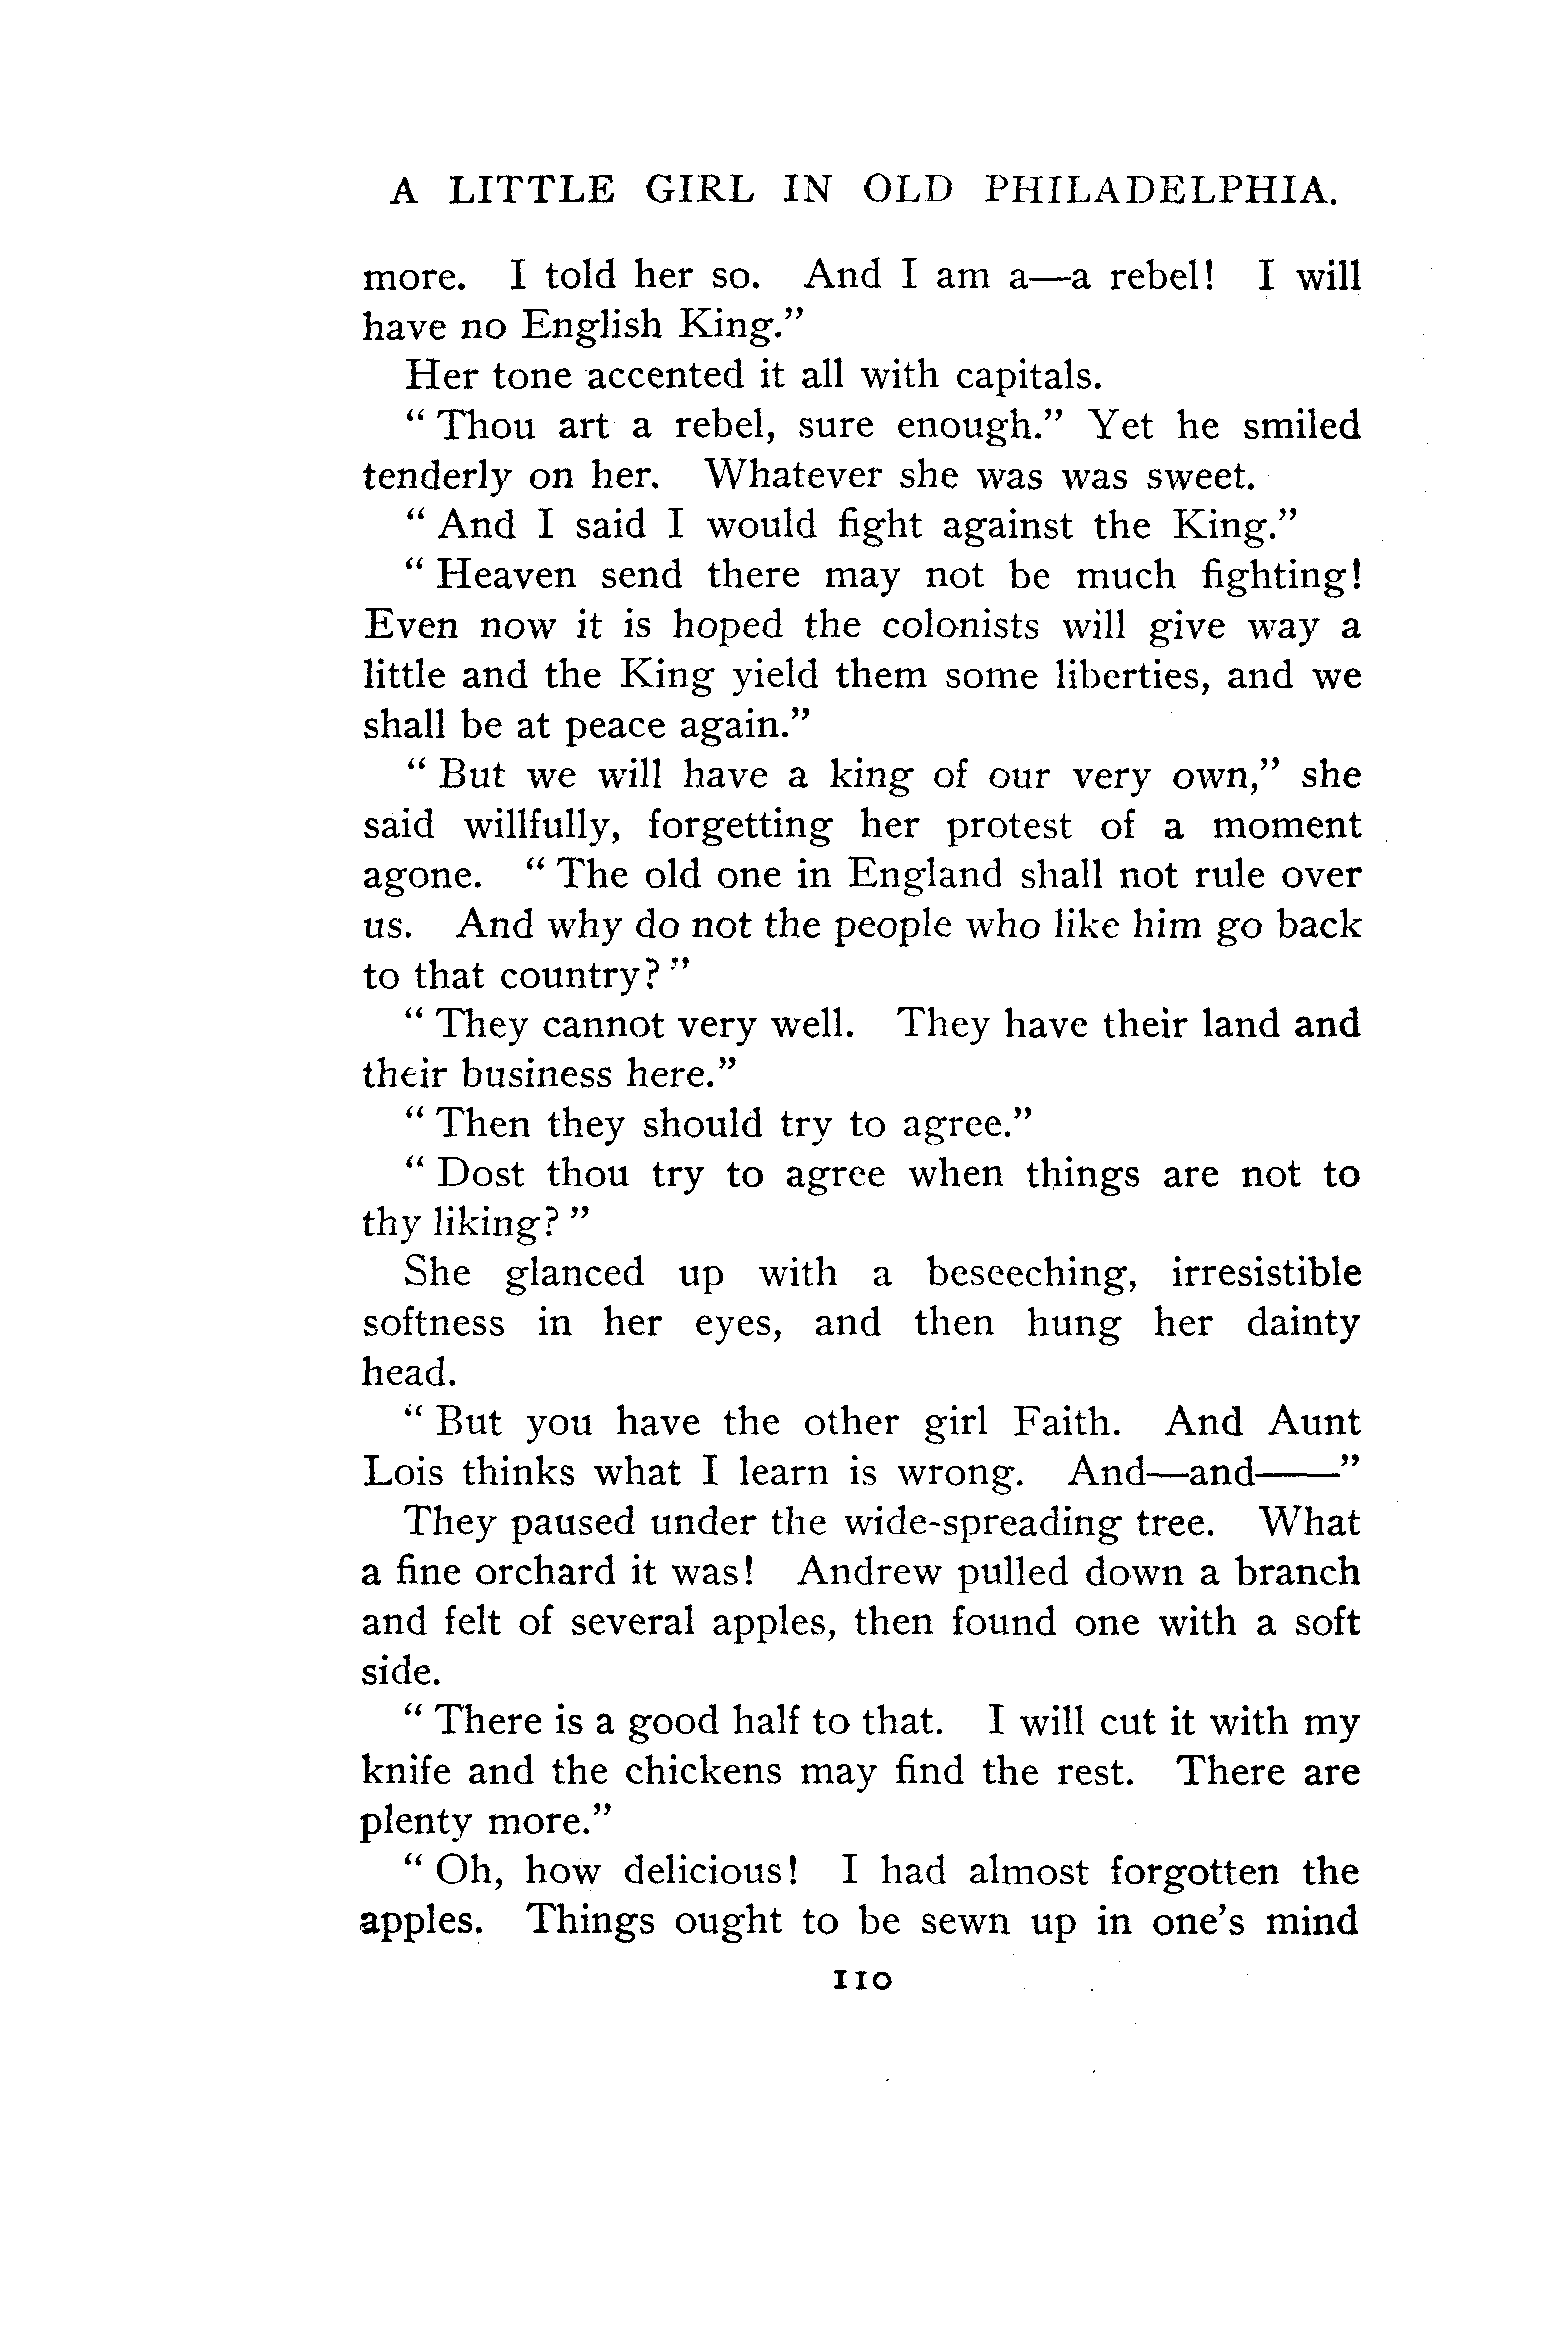 A LITTLE GIRL IN OLD PHILADELPHIA.
more. I told her so. And I am a—a rebel! I will
have no English King.”
Her tone accented it all with capitals.
“ Thou art a rebel, sure enough.” Yet he smiled
tenderly on her. Whatever she was was sweet.
“ And I said I would fight against the King.”
“ Heaven send there may not be much fighting!
Even now it is hoped the colonists will give way a
little and the King yield them some liberties, and we
shall be at peace again.”
“ But we will have a king of our very own,” she
said willfully, forgetting her protest of a moment
agone. “ The old one in England shall not rule over
us. And why do not the people who like him go back
to that country? ”
“ They cannot very well. They have their land and
their business here.”
“ Then they should try to agree.”
“ Dost thou try to agree when things are not to
thy liking? ”
She glanced up with a beseeching, irresistible
softness in her eyes, and then hung her dainty
head.
“ But you have the other girl Faith. And Aunt
Lois thinks what I learn is wrong. And—and——”
They paused under the wide-spreading tree. What
a fine orchard it was! Andrew pulled down a branch
and felt of several apples, then found one with a soft
side.
“ There is a good half to that. I will cut it with my
knife and the chickens may find the rest. There are
plenty more.”
“ Oh, how delicious! I had almost forgotten the
apples. Things ought to be sewn up in one’s mind
110